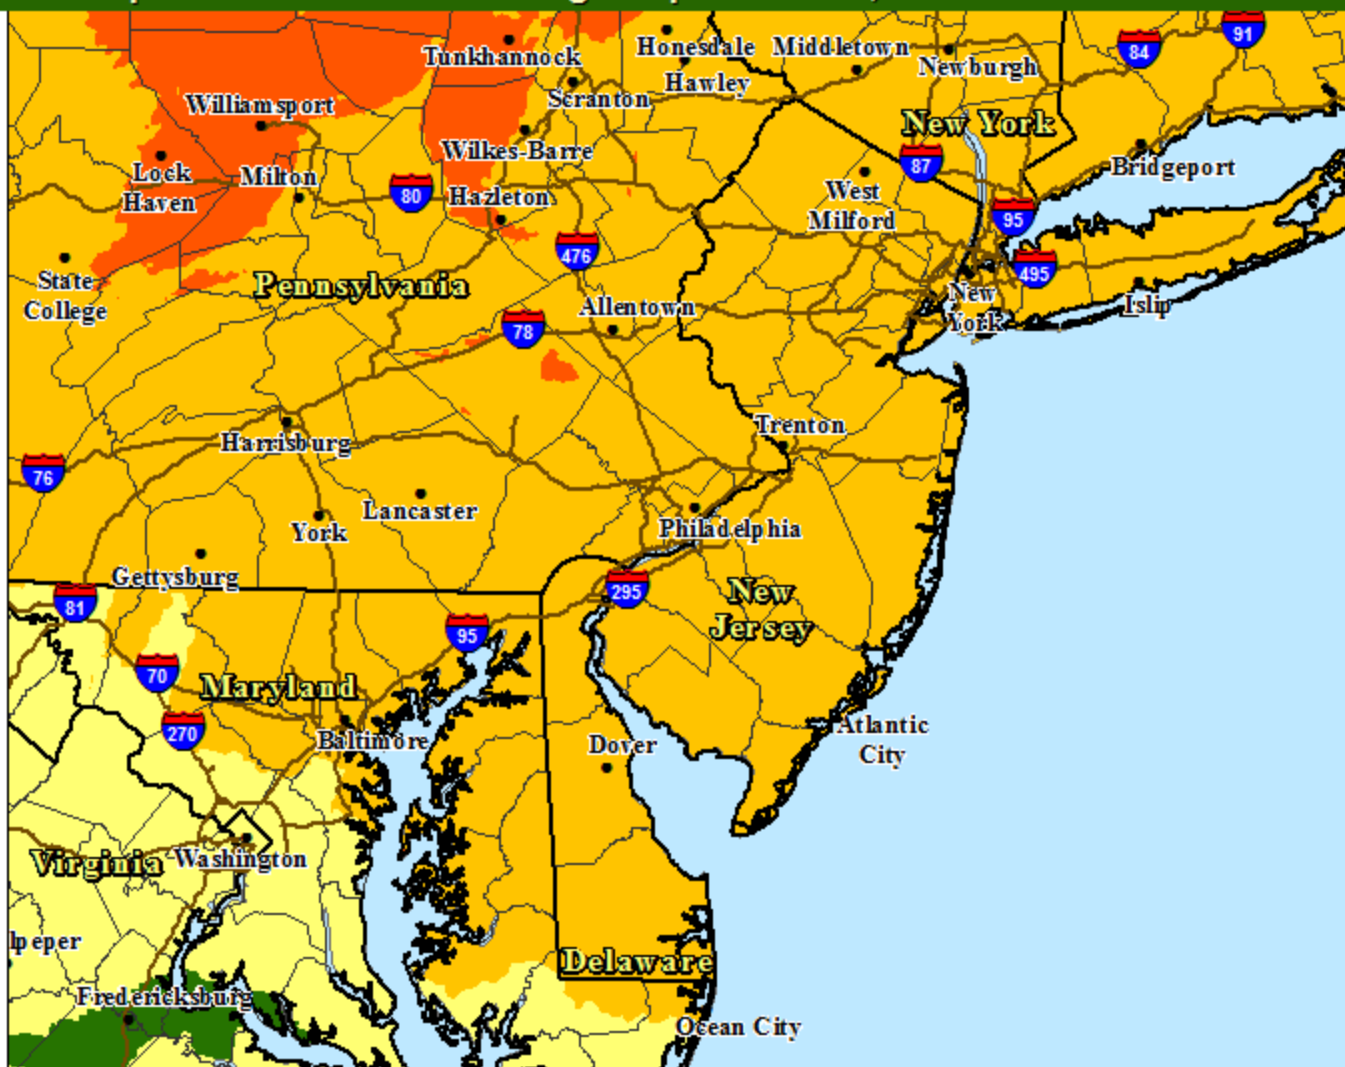 Tunkhannock
Honesdale
Middletown
Newburgh
84
91
Hawley
Williamsport
Scranton
New York
Wilkes-Barre
87
Bridgeport
Lock
Haven
Milton
80
Hazleton
West
Milford
95
476
495
State
College
Pennsylvania
Allentown
New
York
Islip
78
Trenton
Harrisburg
76
Lancaster
York
Philadelphia
Gettysburg
81
295
New
Jersey
95
70
Maryland
270
Baltimore
Dover
Atlantic
City
Virginia
Washington
lpeper
Delaware
Fredericksburg
Ocean City